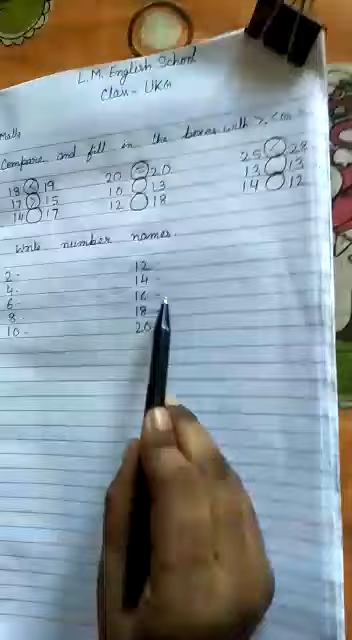 L.M. English School
Class - UKG
Maths
Compare and fill in the boxes with >, < or =
18 < 19 20 = 20 25 < 28
17 > 15 10 13 13 13
14 17 12 18 14 12
Write number names.
2 - 12
4 - 14 -
6 - 16 -
8 - 18
10 - 20